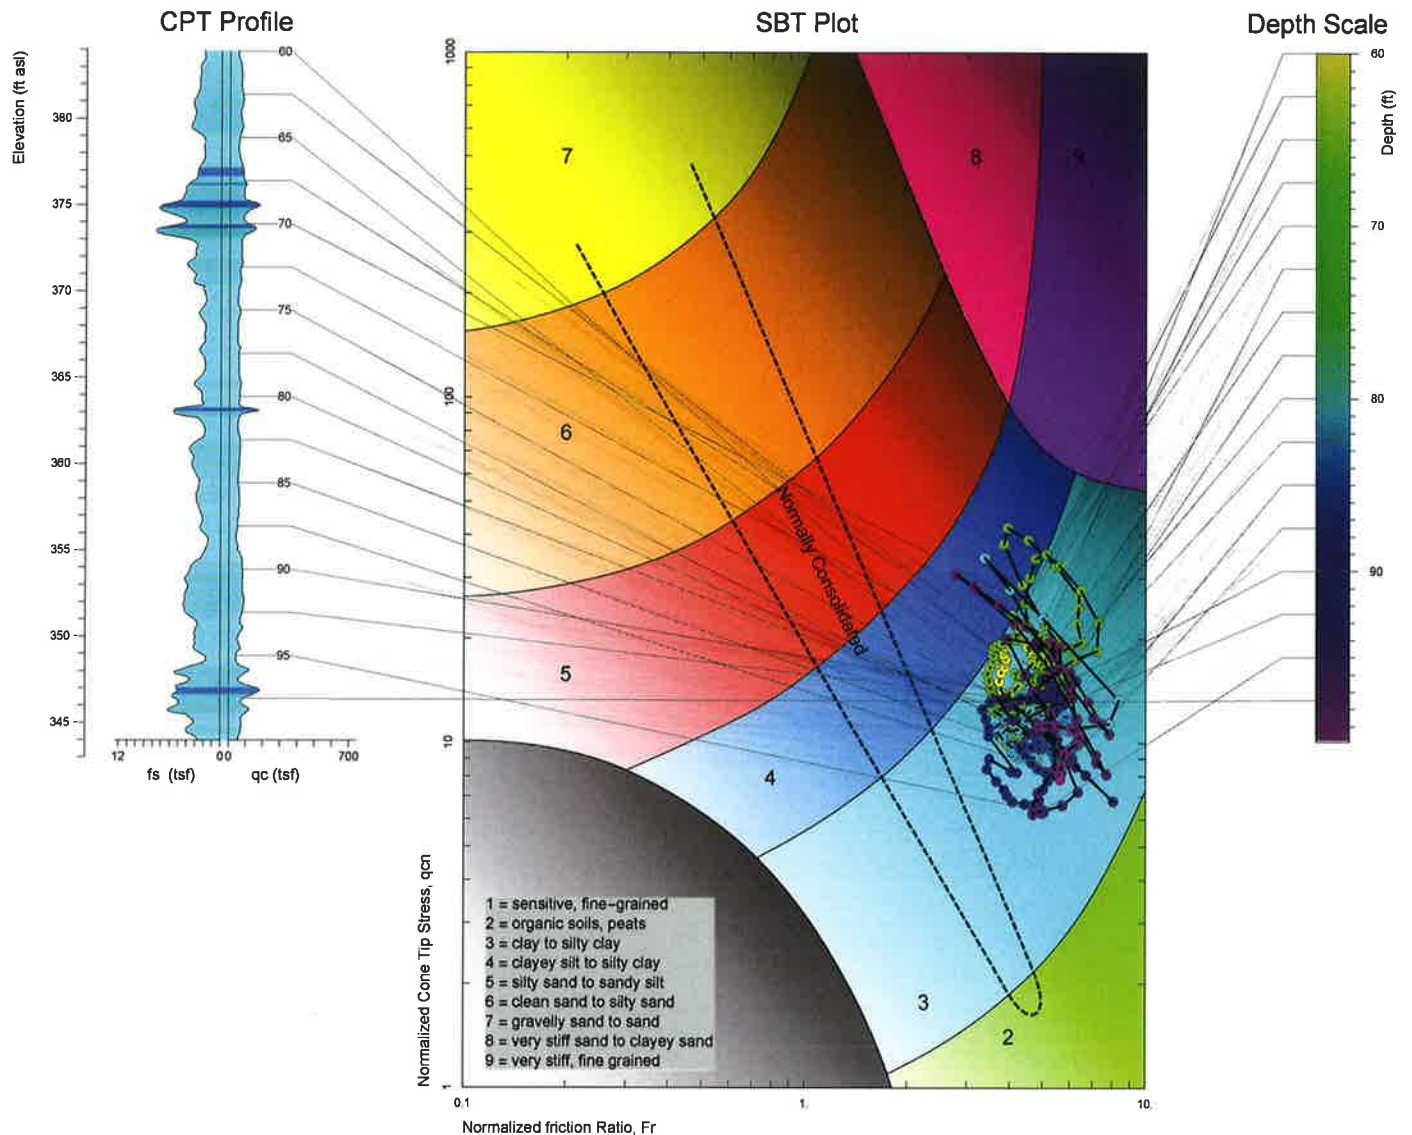 CPT Profile
SBT Plot
Depth Scale
Elevation (ft asl)
380
375
370
365
360
355
350
345
60
65
70
75
80
85
90
95
12
0 0
700
fs (tsf)
qc (tsf)
1000
100
10
1
Normalized Cone Tip Stress, qcn
7
8
9
6
5
4
3
2
Normally Consolidated
1 = sensitive, fine-grained
2 = organic soils, peats
3 = clay to silty clay
4 = clayey silt to silty clay
5 = silty sand to sandy silt
6 = clean sand to silty sand
7 = gravelly sand to sand
8 = very stiff sand to clayey sand
9 = very stiff, fine grained
0.1
1.
10.
Normalized friction Ratio, Fr
60
70
80
90
Depth (ft)